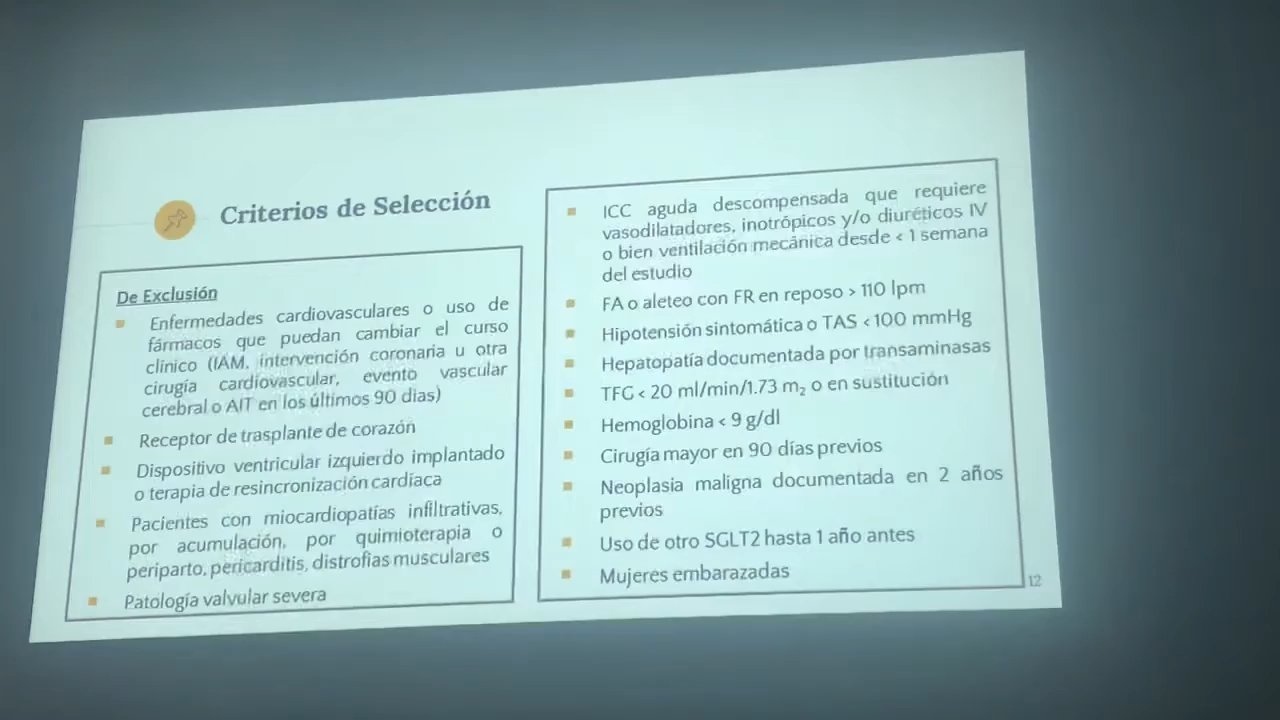 Criterios de Selección
De Exclusión
Enfermedades cardiovasculares o uso de
fármacos que puedan cambiar el curso
clínico (IAM, intervención coronaria u otra
cirugía cardiovascular, evento vascular
cerebral o AIT en los últimos 90 dias)
Receptor de trasplante de corazón
Dispositivo ventricular izquierdo implantado
o terapia de resincronización cardíaca
Pacientes con miocardiopatías infiltrativas,
por acumulación, por quimioterapia o
periparto, pericarditis, distrofias musculares
Patología valvular severa
ICC aguda descompensada que requiere
vasodilatadores, inotrópicos y/o diuréticos IV
o bien ventilación mecánica desde < 1 semana
del estudio
FA o aleteo con FR en reposo > 110 lpm
Hipotensión sintomática o TAS < 100 mmHg
Hepatopatía documentada por transaminasas
TFG < 20 ml/min/1.73 m₂ o en sustitución
Hemoglobina < 9 g/dl
Cirugía mayor en 90 días previos
Neoplasia maligna documentada en 2 años
previos
Uso de otro SGLT2 hasta 1 año antes
Mujeres embarazadas
12